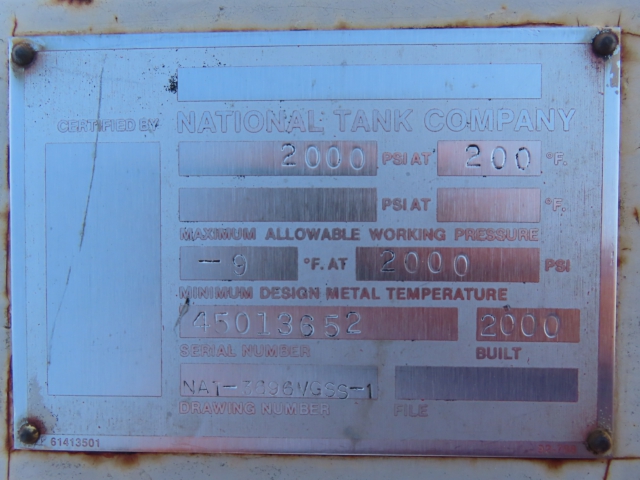 CERTIFIED BY NATIONAL TANK COMPANY
2000 PSI AT 200 °F.
PSI AT °F.
MAXIMUM ALLOWABLE WORKING PRESSURE
-9 °F. AT 2000 PSI
MINIMUM DESIGN METAL TEMPERATURE
45013652 2000
SERIAL NUMBER BUILT
DRAWING NUMBER FILE
61413501